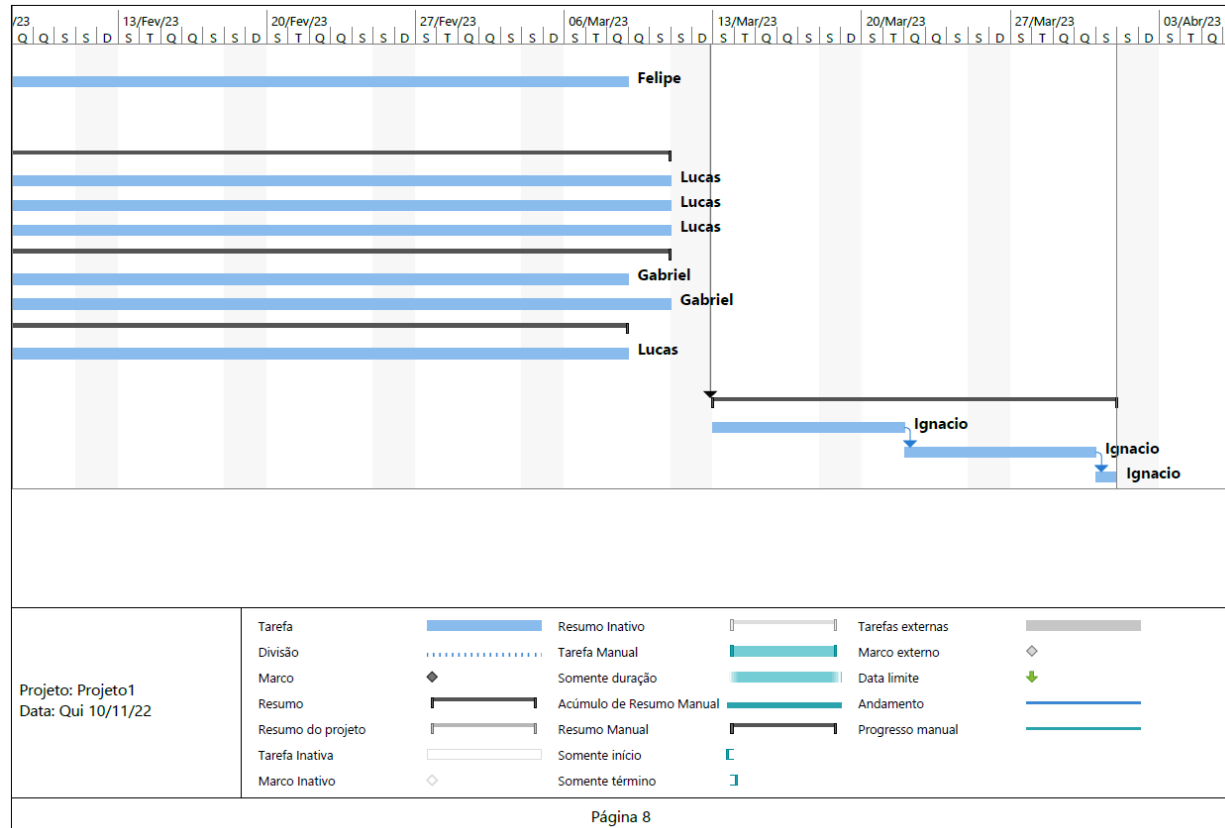 /23 13/Fev/23 20/Fev/23 27/Fev/23 06/Mar/23 13/Mar/23 20/Mar/23 27/Mar/23 03/Abr/23
Q Q S S D S T Q Q S S D S T Q Q S S D S T Q Q S S D S T Q Q S S D S T Q Q S S D S T Q Q S S D S T Q Q S S D S T Q
Felipe
Lucas
Lucas
Lucas
Gabriel
Gabriel
Lucas
Ignacio
Ignacio
Ignacio
Projeto: Projeto1
Data: Qui 10/11/22
Tarefa
Divisão
Marco
Resumo
Resumo do projeto
Tarefa Inativa
Marco Inativo
Resumo Inativo
Tarefa Manual
Somente duração
Acúmulo de Resumo Manual
Resumo Manual
Somente início
Somente término
Tarefas externas
Marco externo
Data limite
Andamento
Progresso manual
Página 8